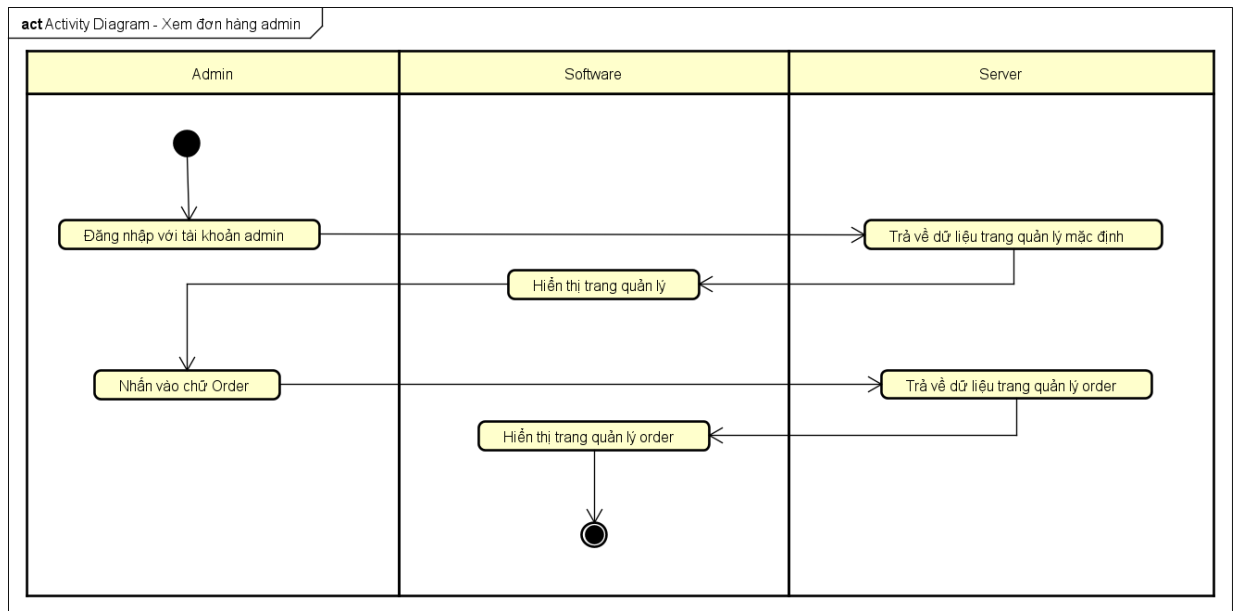 act Activity Diagram - Xem đơn hàng admin
Admin
Software
Server
Đăng nhập với tài khoản admin
Trả về dữ liệu trang quản lý mặc định
Hiển thị trang quản lý
Nhấn vào chữ Order
Trả về dữ liệu trang quản lý order
Hiển thị trang quản lý order